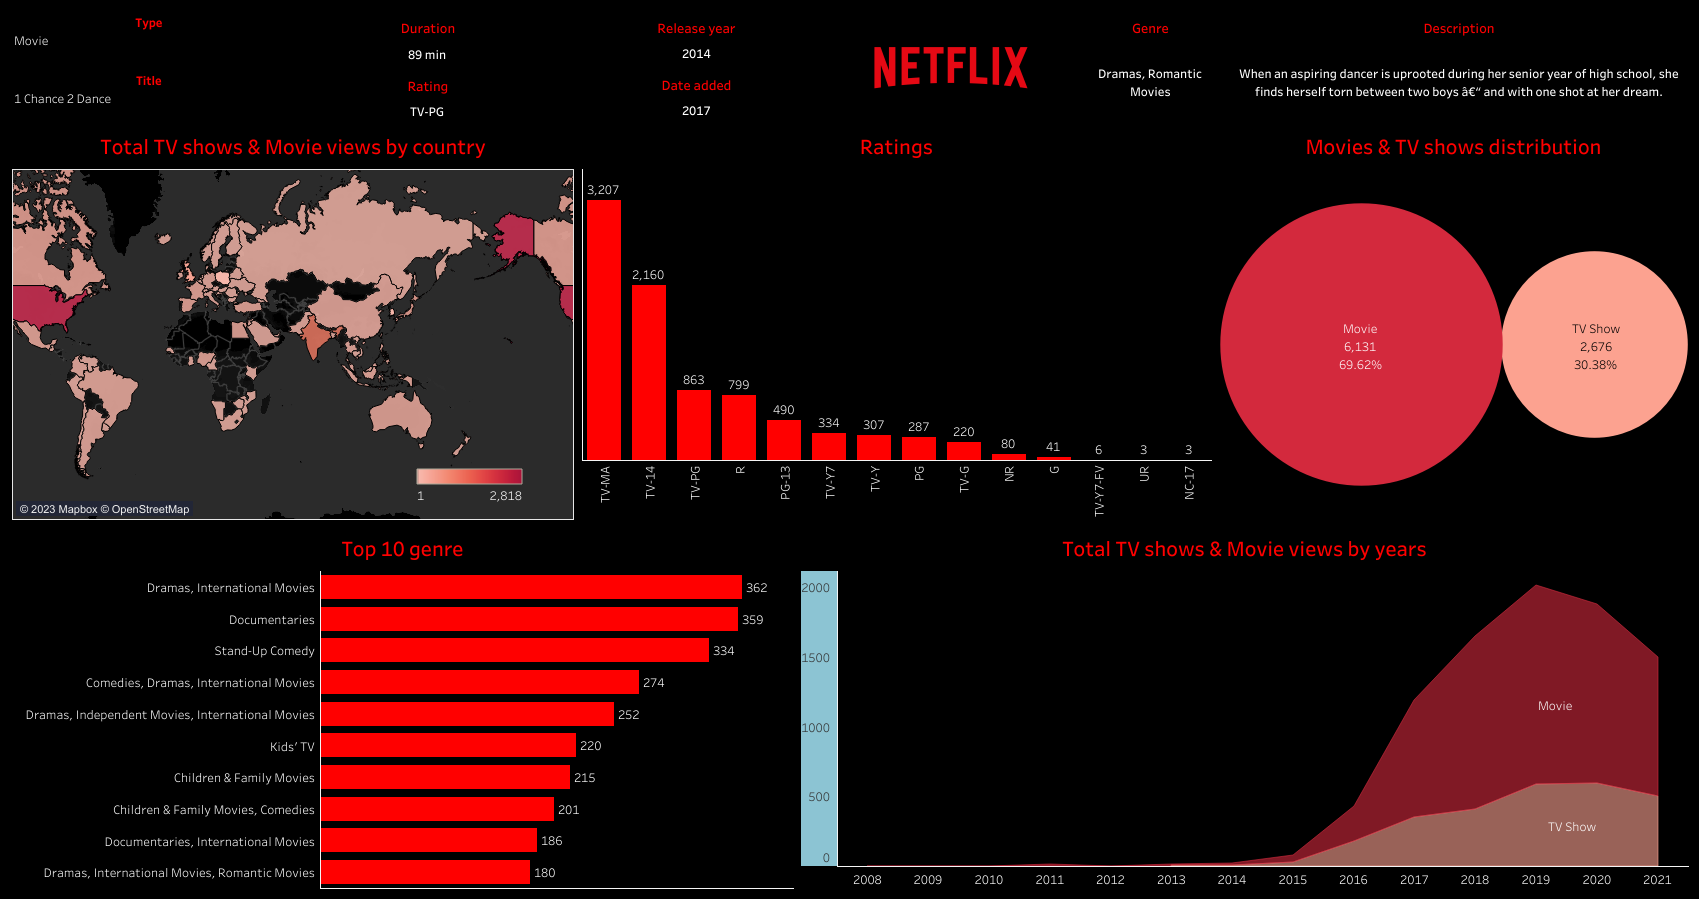 Type
Movie
Title
1 Chance 2 Dance
Duration
89 min
Rating
TV-PG
Release year
2014
Date added
2017
NETFLIX
Genre
Dramas, Romantic
Movies
Description
When an aspiring dancer is uprooted during her senior year of high school, she
finds herself torn between two boys â€“ and with one shot at her dream.
Total TV shows & Movie views by country
1
2,818
© 2023 Mapbox © OpenStreetMap
Ratings
3,207
2,160
863
799
490
334
307
287
220
80
41
6
3
3
TV-MA
TV-14
TV-PG
R
PG-13
TV-Y7
TV-Y
PG
TV-G
NR
G
TV-Y7-FV
UR
NC-17
Movies & TV shows distribution
Movie
6,131
69.62%
TV Show
2,676
30.38%
Top 10 genre
Dramas, International Movies 362
Documentaries 359
Stand-Up Comedy 334
Comedies, Dramas, International Movies 274
Dramas, Independent Movies, International Movies 252
Kids' TV 220
Children & Family Movies 215
Children & Family Movies, Comedies 201
Documentaries, International Movies 186
Dramas, International Movies, Romantic Movies 180
Total TV shows & Movie views by years
2000
1500
1000
500
0
Movie
TV Show
2008 2009 2010 2011 2012 2013 2014 2015 2016 2017 2018 2019 2020 2021